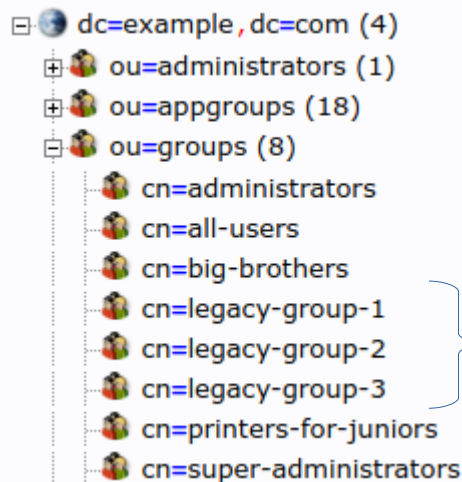 dc=example,dc=com (4)
ou=administrators (1)
ou=appgroups (18)
ou=groups (8)
cn=administrators
cn=all-users
cn=big-brothers
cn=legacy-group-1
cn=legacy-group-2
cn=legacy-group-3
cn=printers-for-juniors
cn=super-administrators